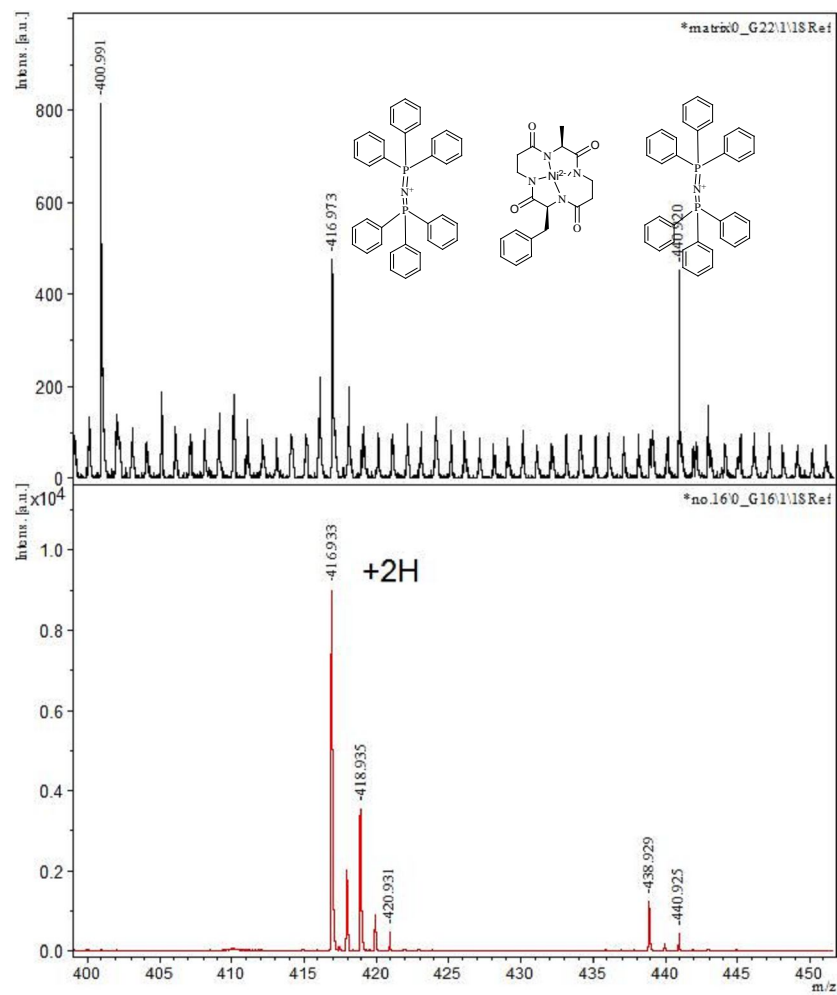 Intens. [a.u.]
*matrix\0_G22\1\1SRef
400.991
800
600
400
200
0
416.973
440.920
P
N+
P
O
N
O
N
Ni2-
N
O
N
O
P
N+
P
Intens. [a.u.]
x10^4
*no.16\0_G16\1\1SRef
416.933
+2H
1.0
0.8
0.6
0.4
0.2
0.0
418.935
420.931
438.929
440.925
400 405 410 415 420 425 430 435 440 445 450
m/z